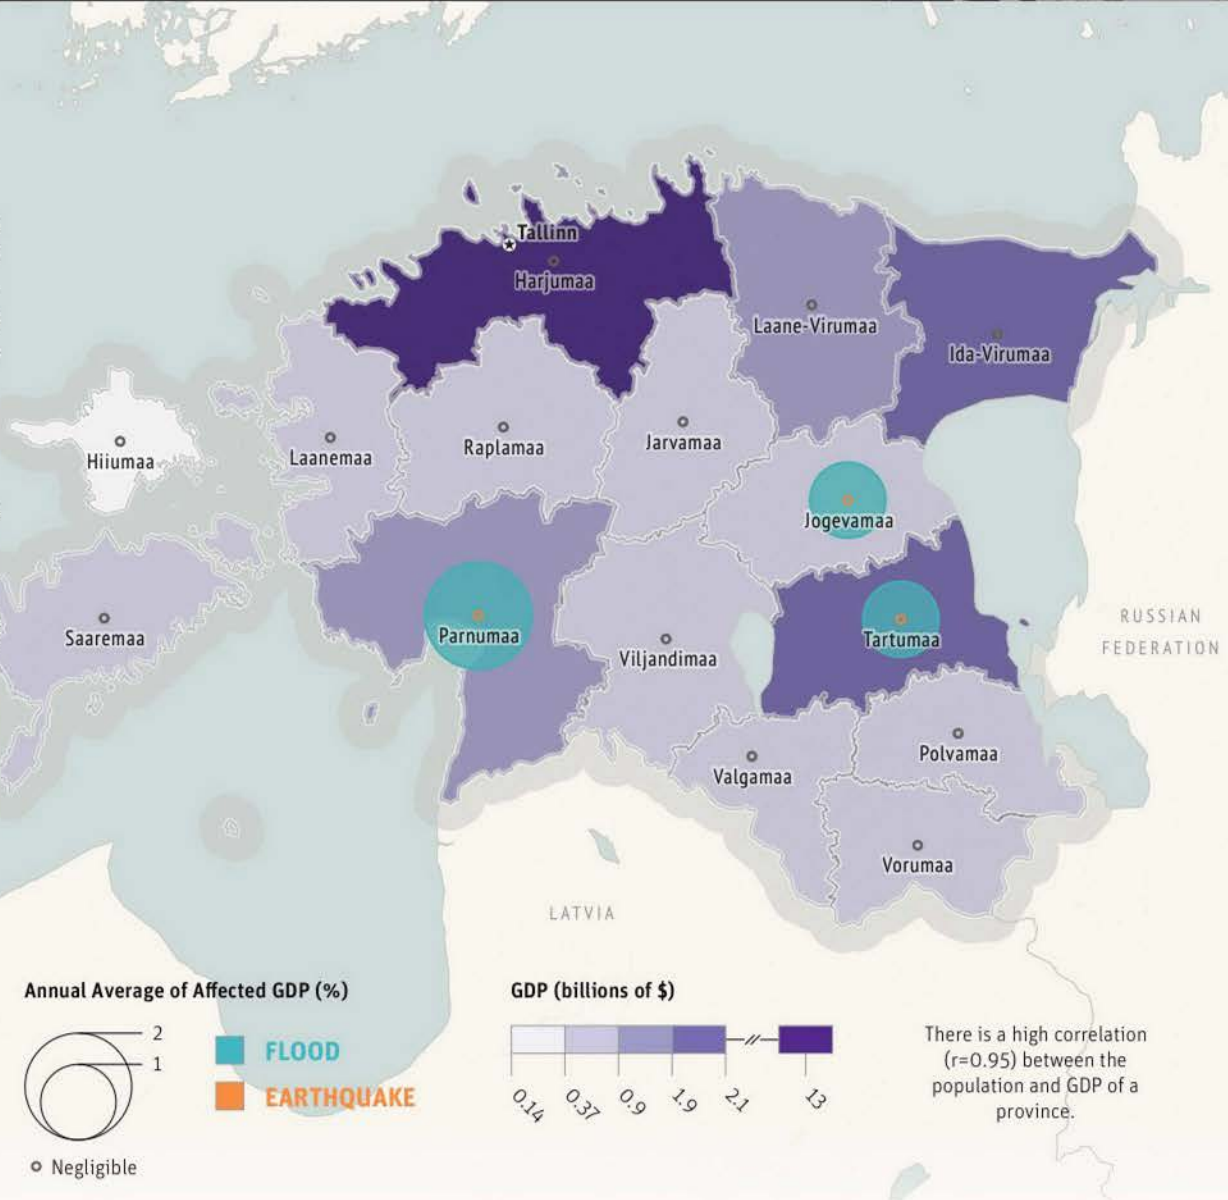 Tallinn
Harjumaa
Laane-Virumaa
Ida-Virumaa
Hiiumaa
Laanemaa
Raplamaa
Jarvamaa
Jogevamaa
Saaremaa
Parnumaa
Viljandimaa
Tartumaa
RUSSIAN
FEDERATION
Valgamaa
Polvamaa
Vorumaa
LATVIA
Annual Average of Affected GDP (%)
2
1
FLOOD
EARTHQUAKE
Negligible
GDP (billions of $)
0.14
0.37
0.9
1.9
2.1
13
There is a high correlation
(r=0.95) between the
population and GDP of a
province.